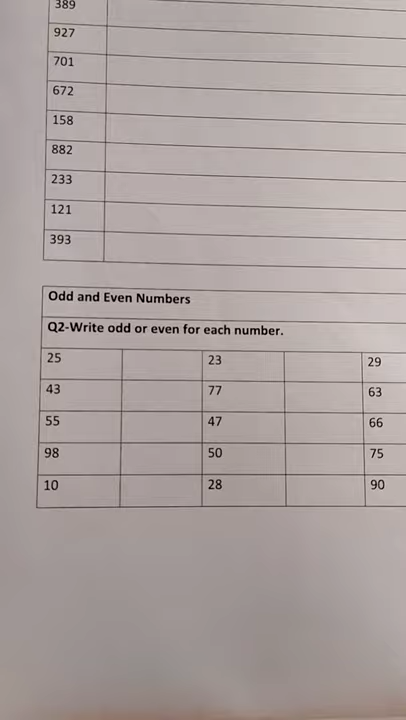 389
927
701
672
158
882
233
121
393
Odd and Even Numbers
Q2-Write odd or even for each number.
25 23 29
43 77 63
55 47 66
98 50 75
10 28 90